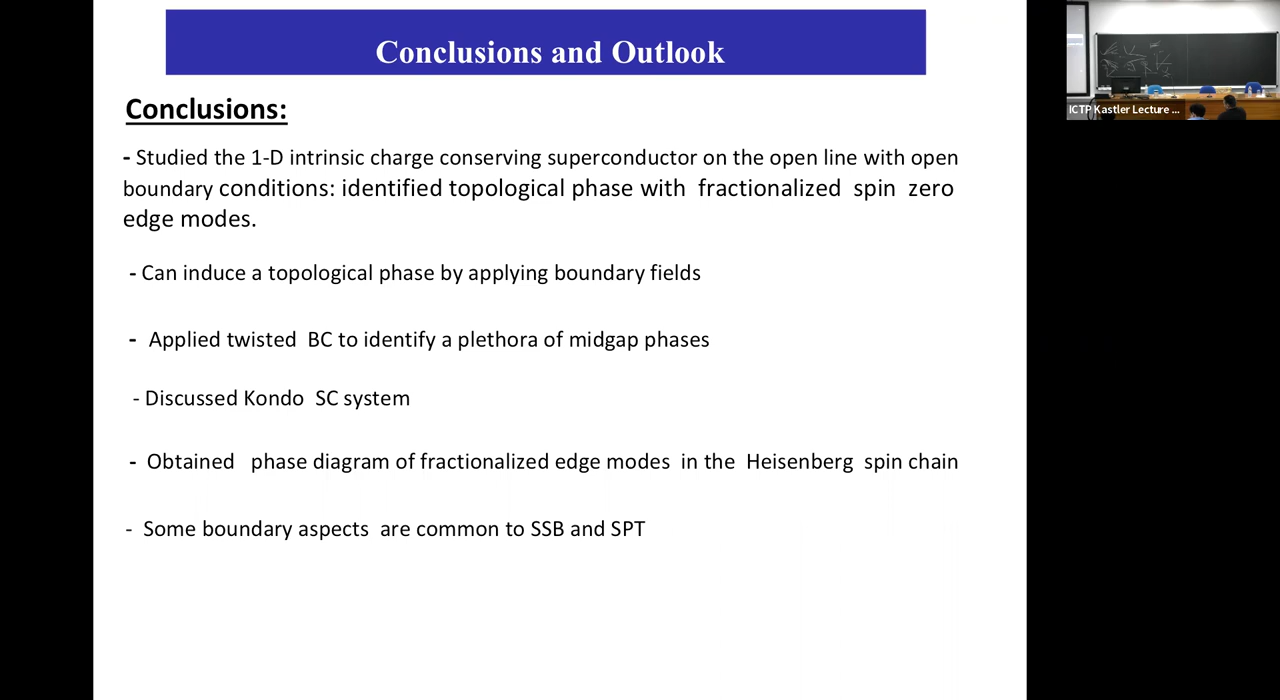 Conclusions and Outlook
Conclusions:
- Studied the 1-D intrinsic charge conserving superconductor on the open line with open
boundary conditions: identified topological phase with fractionalized spin zero
edge modes.
- Can induce a topological phase by applying boundary fields
- Applied twisted BC to identify a plethora of midgap phases
- Discussed Kondo SC system
- Obtained phase diagram of fractionalized edge modes in the Heisenberg spin chain
- Some boundary aspects are common to SSB and SPT
ICTP Kastler Lecture ...